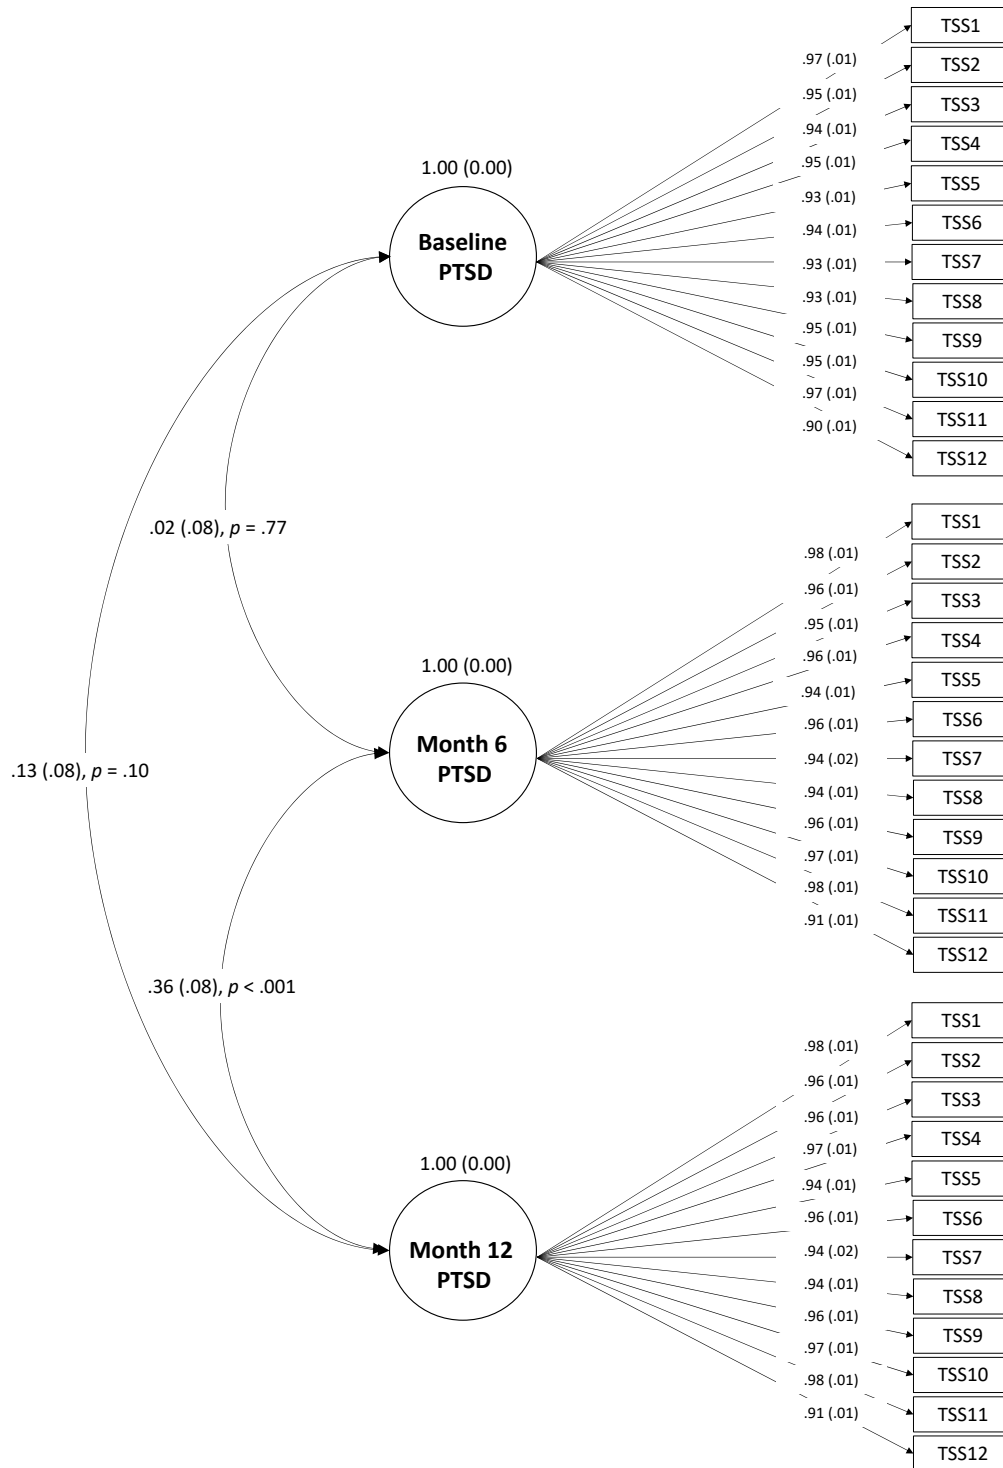 TSS1
.97 (.01)
TSS2
.95 (.01)
TSS3
.94 (.01)
TSS4
.95 (.01)
TSS5
.93 (.01)
TSS6
.94 (.01)
TSS7
.93 (.01)
TSS8
.93 (.01)
TSS9
.95 (.01)
TSS10
.95 (.01)
TSS11
.97 (.01)
TSS12
.90 (.01)
1.00 (0.00)
Baseline
PTSD
.02 (.08), p = .77
TSS1
.98 (.01)
TSS2
.96 (.01)
TSS3
.95 (.01)
TSS4
.96 (.01)
TSS5
.94 (.01)
TSS6
.96 (.01)
TSS7
.94 (.02)
TSS8
.94 (.01)
TSS9
.96 (.01)
TSS10
.97 (.01)
TSS11
.98 (.01)
TSS12
.91 (.01)
1.00 (0.00)
Month 6
PTSD
.13 (.08), p = .10
.36 (.08), p < .001
TSS1
.98 (.01)
TSS2
.96 (.01)
TSS3
.96 (.01)
TSS4
.97 (.01)
TSS5
.94 (.01)
TSS6
.96 (.01)
TSS7
.94 (.02)
TSS8
.94 (.01)
TSS9
.96 (.01)
TSS10
.97 (.01)
TSS11
.98 (.01)
TSS12
.91 (.01)
1.00 (0.00)
Month 12
PTSD